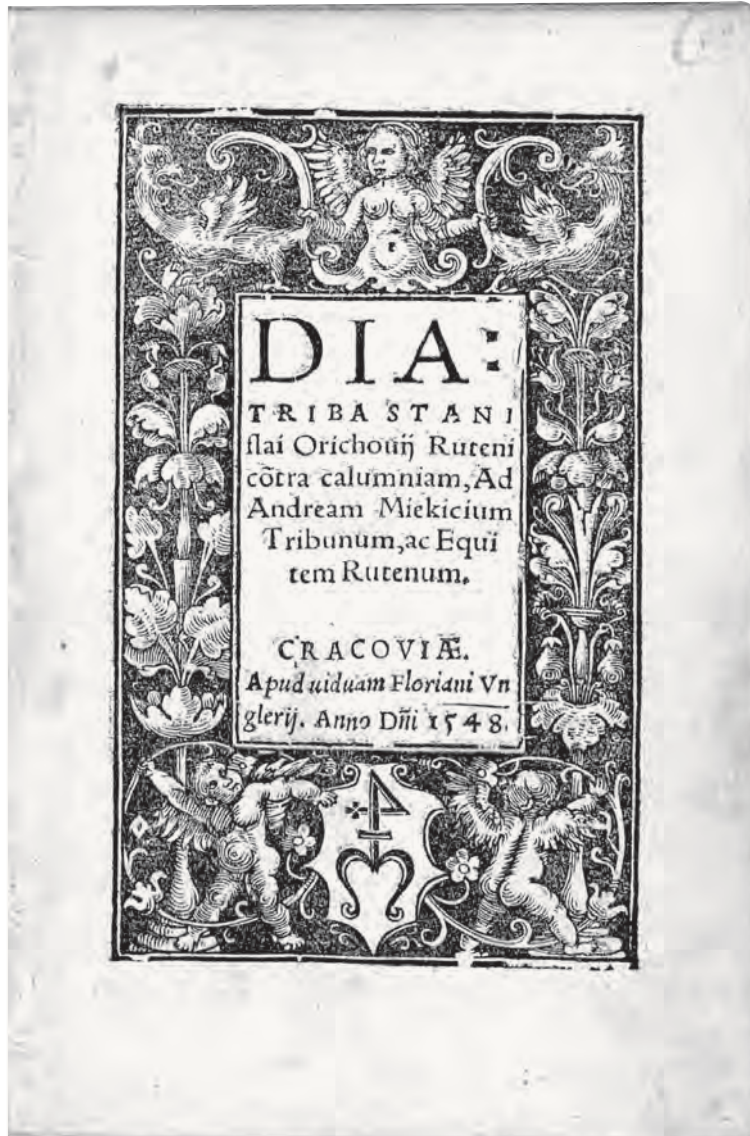 DIA:
TRIBA STANI
ſlai Orichouij Ruteni
cõtra calumniam, Ad
Andream Miekicium
Tribunum, ac Equi
tem Rutenum.
CRACOVIÆ.
Apud uiduam Floriani Vn
glerij. Anno Dñi 1548.